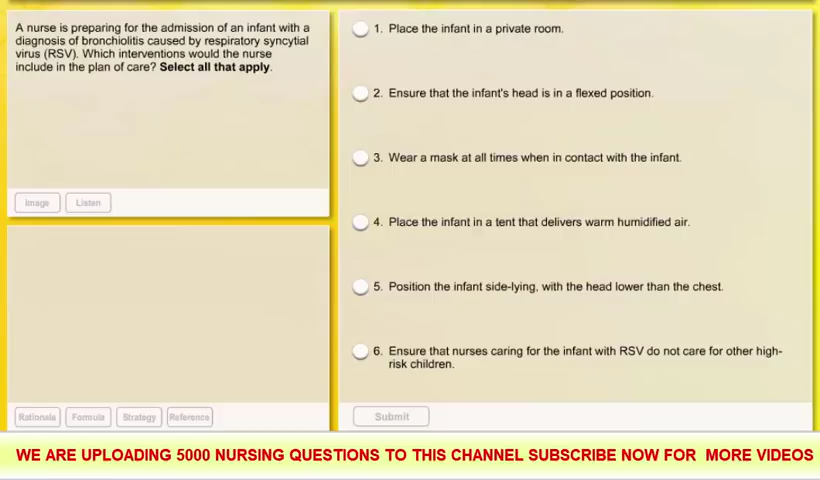 A nurse is preparing for the admission of an infant with a
diagnosis of bronchiolitis caused by respiratory syncytial
virus (RSV). Which interventions would the nurse
include in the plan of care? Select all that apply.
Image Listen
Rationale Formula Strategy Reference
1. Place the infant in a private room.
2. Ensure that the infant's head is in a flexed position.
3. Wear a mask at all times when in contact with the infant.
4. Place the infant in a tent that delivers warm humidified air.
5. Position the infant side-lying, with the head lower than the chest.
6. Ensure that nurses caring for the infant with RSV do not care for other high-
risk children.
Submit
WE ARE UPLOADING 5000 NURSING QUESTIONS TO THIS CHANNEL SUBSCRIBE NOW FOR MORE VIDEOS